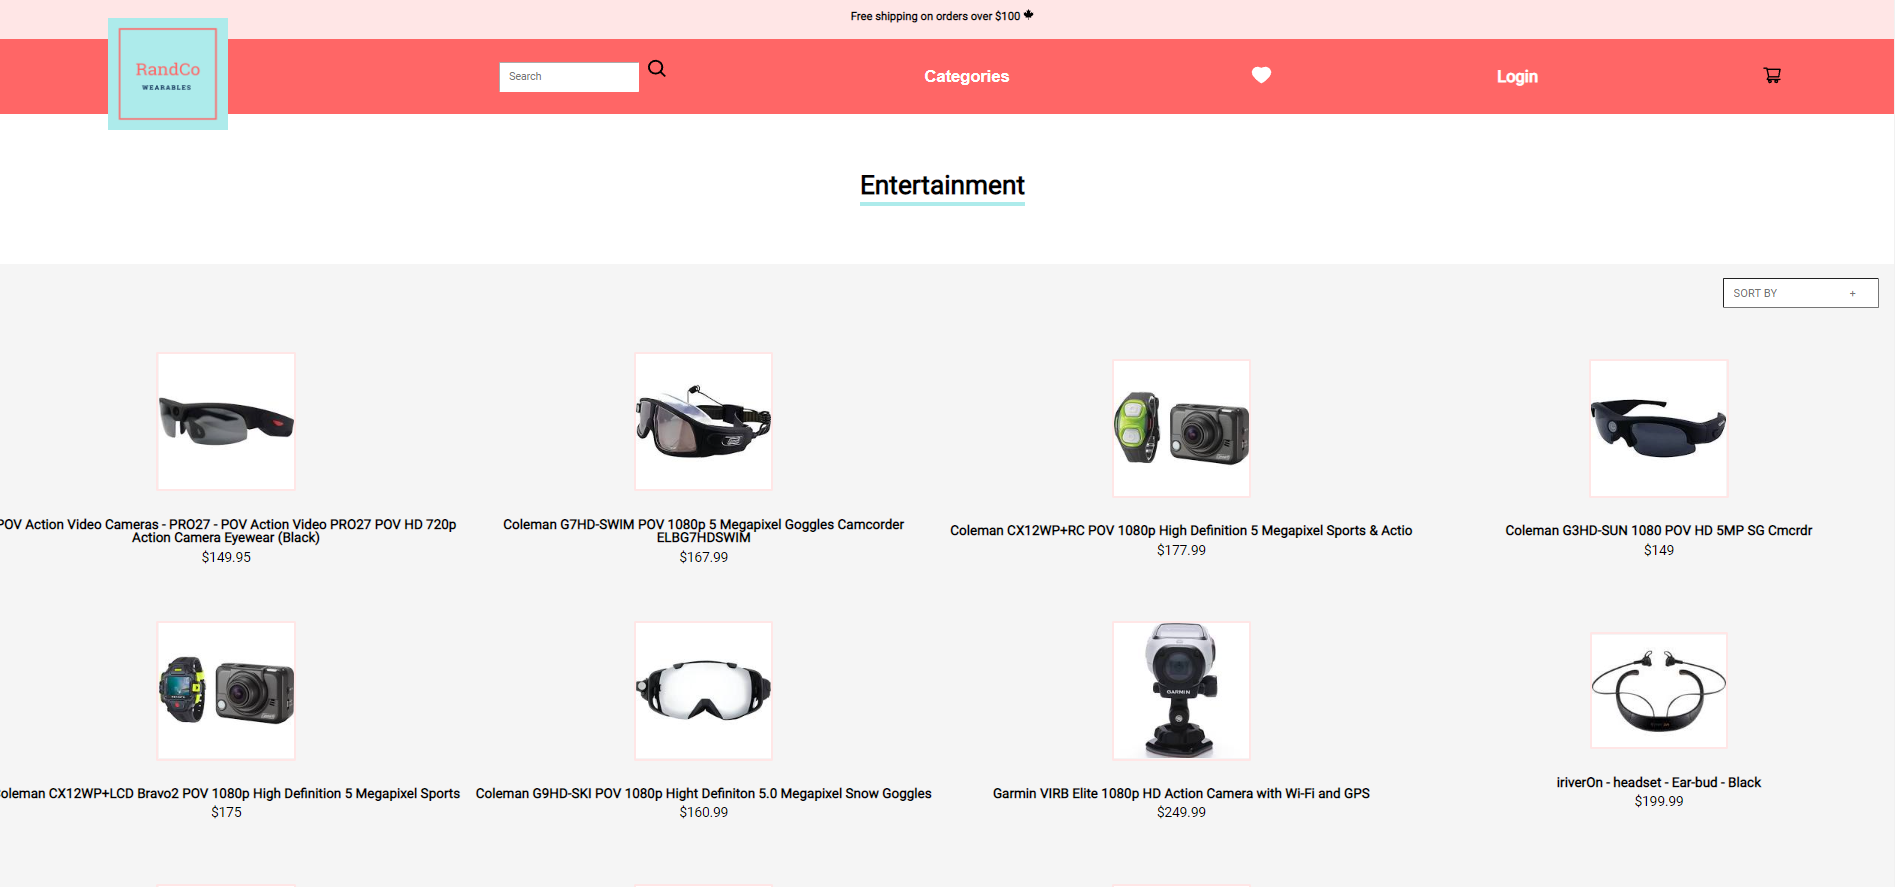 Free shipping on orders over $100
RandCo
WEARABLES
Search
Categories
Login
Entertainment
SORT BY +
POV Action Video Cameras - PRO27 - POV Action Video PRO27 POV HD 720p
Action Camera Eyewear (Black)
$149.95
Coleman G7HD-SWIM POV 1080p 5 Megapixel Goggles Camcorder
ELBG7HDSWIM
$167.99
Coleman CX12WP+RC POV 1080p High Definition 5 Megapixel Sports & Actio
$177.99
Coleman G3HD-SUN 1080 POV HD 5MP SG Cmcrdr
$149
GARMIN
oleman CX12WP+LCD Bravo2 POV 1080p High Definition 5 Megapixel Sports
$175
Coleman G9HD-SKI POV 1080p Hight Definiton 5.0 Megapixel Snow Goggles
$160.99
Garmin VIRB Elite 1080p HD Action Camera with Wi-Fi and GPS
$249.99
iriverOn - headset - Ear-bud - Black
$199.99